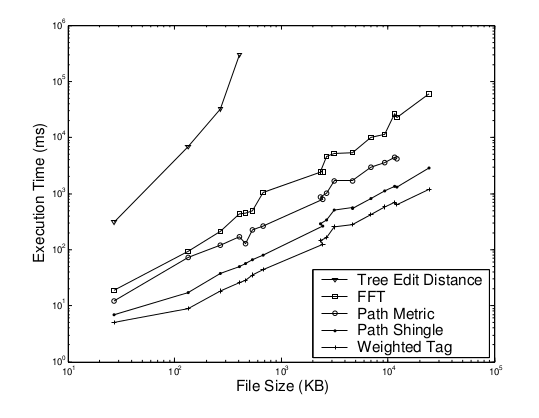 10^6
10^5
10^4
10^3
10^2
10^1
10^0
Execution Time (ms)
Tree Edit Distance
FFT
Path Metric
Path Shingle
Weighted Tag
10^1 10^2 10^3 10^4 10^5
File Size (KB)